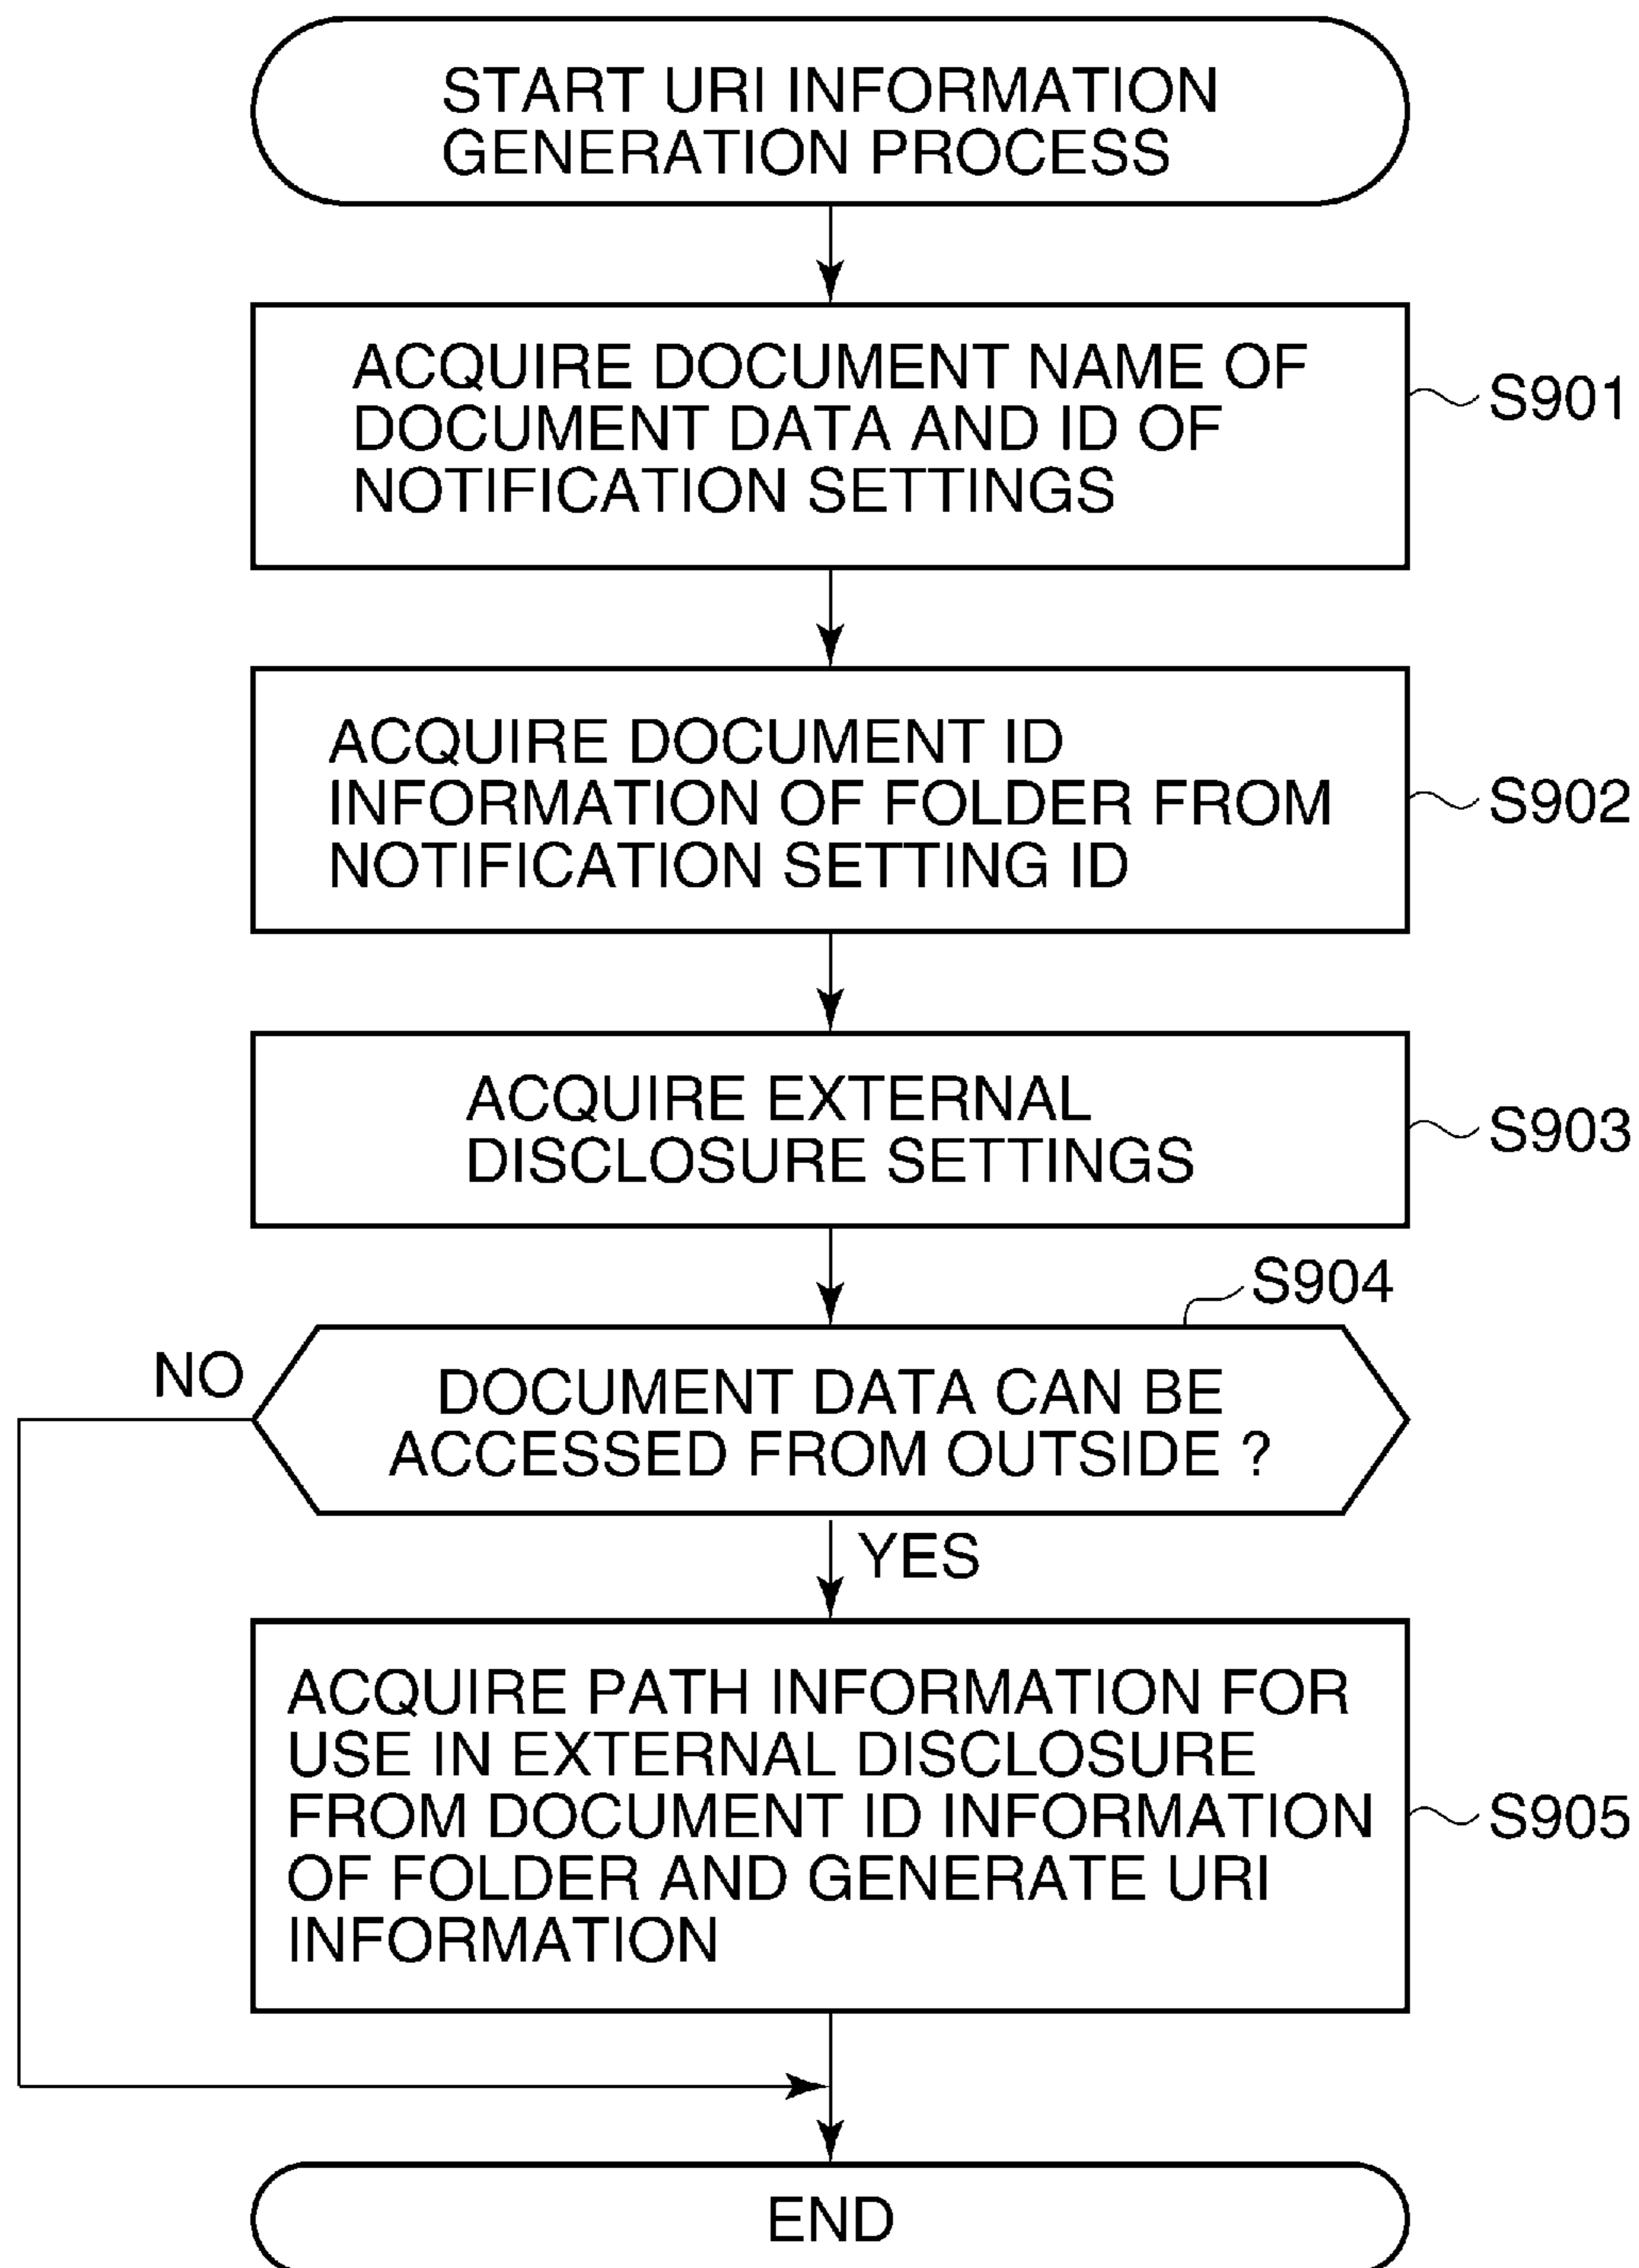 START URI INFORMATION
GENERATION PROCESS
ACQUIRE DOCUMENT NAME OF
DOCUMENT DATA AND ID OF
NOTIFICATION SETTINGS
S901
ACQUIRE DOCUMENT ID
INFORMATION OF FOLDER FROM
NOTIFICATION SETTING ID
S902
ACQUIRE EXTERNAL
DISCLOSURE SETTINGS
S903
S904
NO
DOCUMENT DATA CAN BE
ACCESSED FROM OUTSIDE ?
YES
ACQUIRE PATH INFORMATION FOR
USE IN EXTERNAL DISCLOSURE
FROM DOCUMENT ID INFORMATION
OF FOLDER AND GENERATE URI
INFORMATION
S905
END